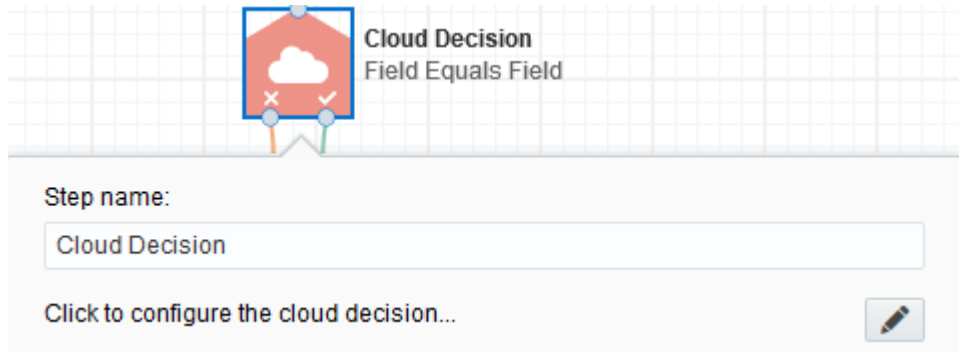 Cloud Decision
Field Equals Field
Step name:
Cloud Decision
Click to configure the cloud decision...